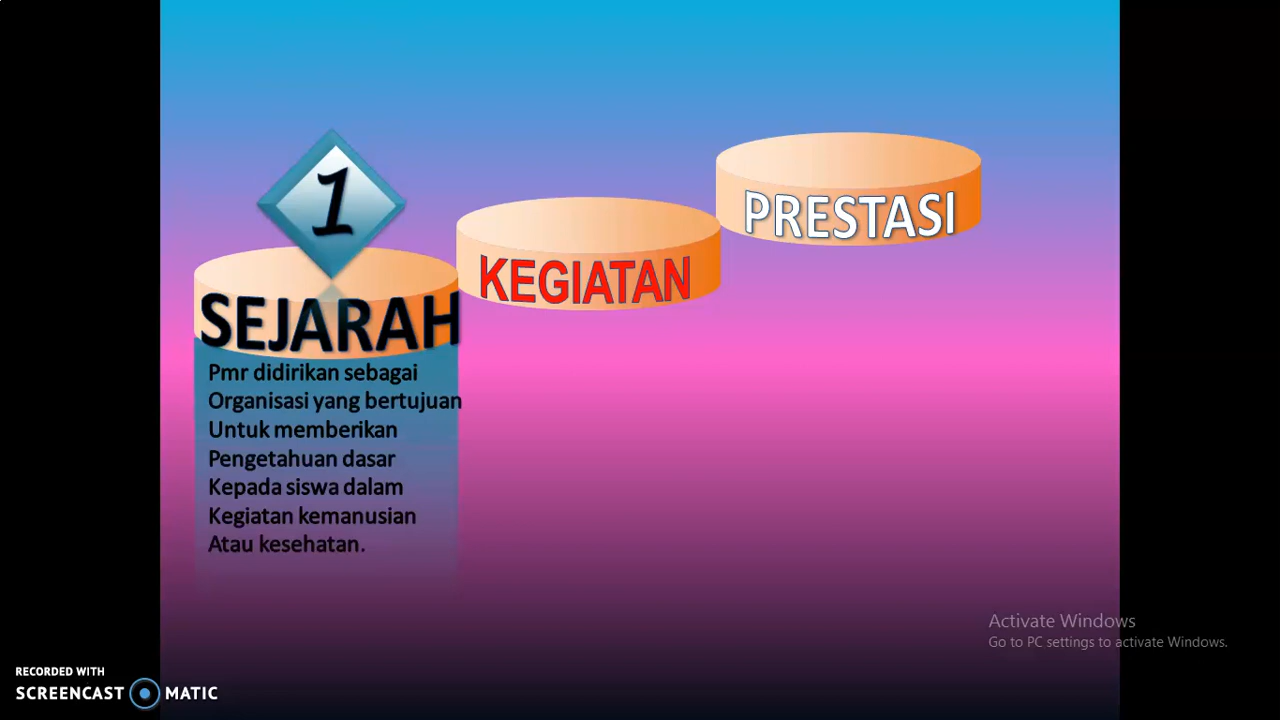 1
SEJARAH
Pmr didirikan sebagai
Organisasi yang bertujuan
Untuk memberikan
Pengetahuan dasar
Kepada siswa dalam
Kegiatan kemanusian
Atau kesehatan.
KEGIATAN
PRESTASI
Activate Windows
Go to PC settings to activate Windows.
RECORDED WITH
SCREENCAST MATIC